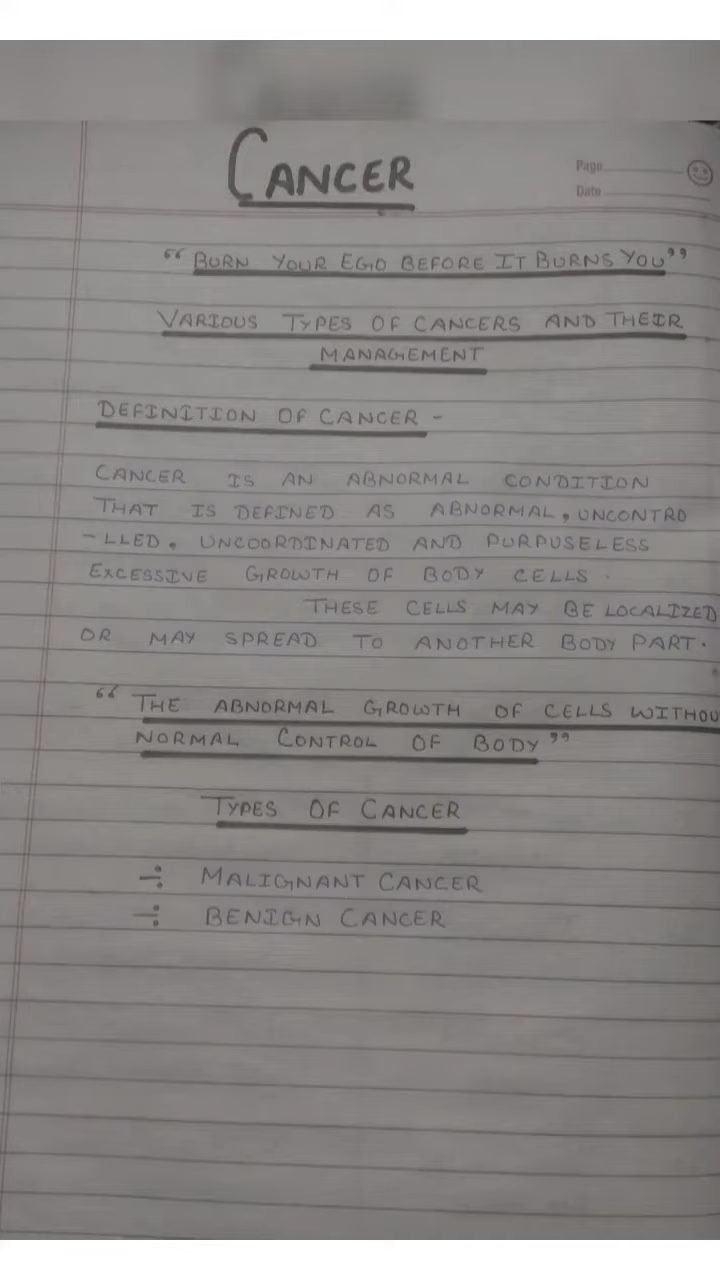 CANCER
Page
Date
“ BURN YOUR EGO BEFORE IT BURNS YOU ”
VARIOUS TYPES OF CANCERS AND THEIR
MANAGEMENT
DEFINITION OF CANCER -
CANCER IS AN ABNORMAL CONDITION
THAT IS DEFINED AS ABNORMAL, UNCONTRO
-LLED, UNCOORDINATED AND PURPUSELESS
EXCESSIVE GROWTH OF BODY CELLS.
THESE CELLS MAY BE LOCALIZED
OR MAY SPREAD TO ANOTHER BODY PART.
“ THE ABNORMAL GROWTH OF CELLS WITHOU
NORMAL CONTROL OF BODY ”
TYPES OF CANCER
÷ MALIGNANT CANCER
÷ BENIGN CANCER